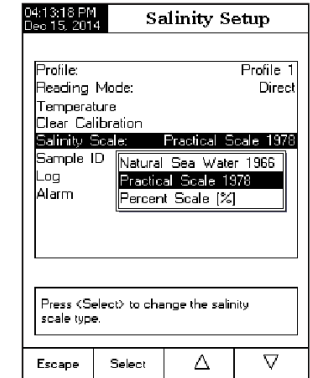 04:13:18 PM
Dec 15, 2014
Salinity Setup
Profile: Profile 1
Reading Mode: Direct
Temperature
Clear Calibration
Salinity Scale: Practical Scale 1978
Sample ID
Natural Sea Water 1966
Log
Practical Scale 1978
Alarm
Percent Scale [%]
Press <Select> to change the salinity
scale type.
Escape Select △ ▽